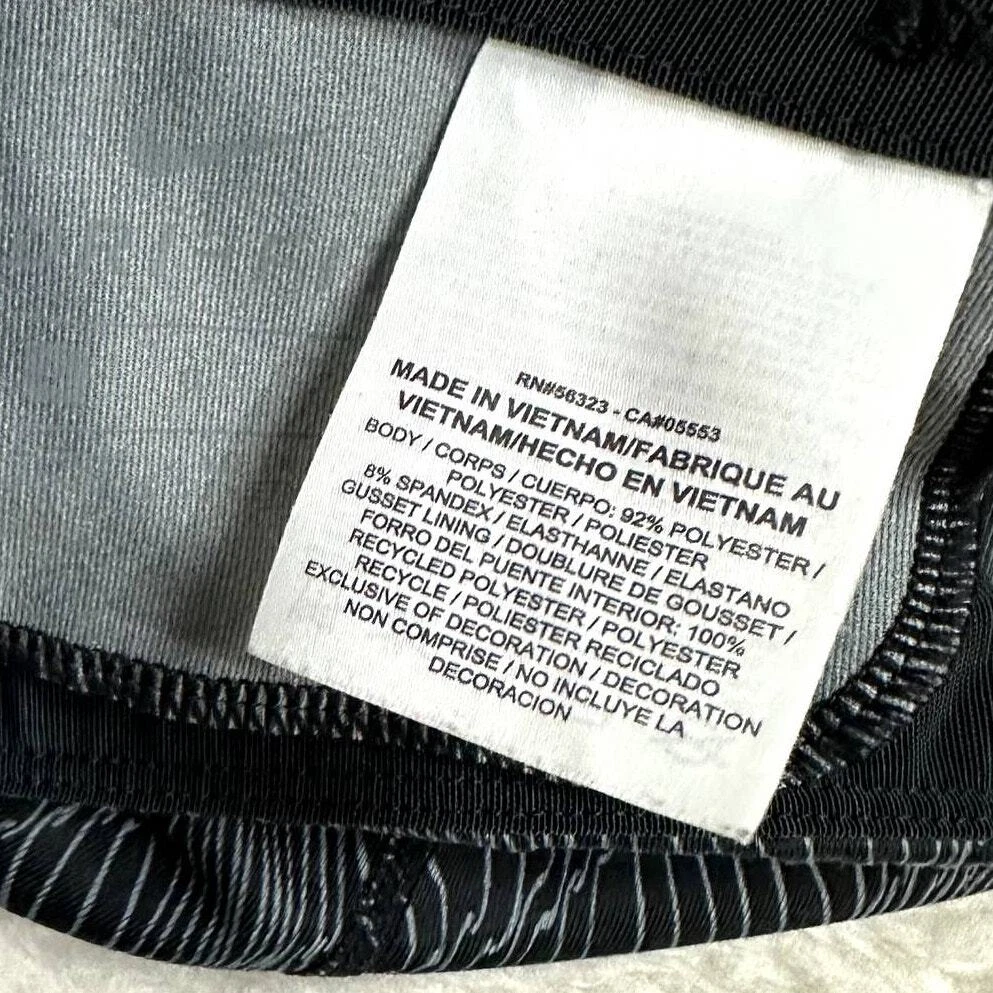 RN#56323 - CA#05553
MADE IN VIETNAM/FABRIQUE AU
VIETNAM/HECHO EN VIETNAM
BODY / CORPS / CUERPO: 92% POLYESTER /
POLYESTER / POLIESTER
8% SPANDEX / ELASTHANNE / ELASTANO
GUSSET LINING / DOUBLURE DE GOUSSET /
FORRO DEL PUENTE INTERIOR: 100%
RECYCLED POLYESTER / POLYESTER
RECYCLE / POLIESTER RECICLADO
EXCLUSIVE OF DECORATION / DECORATION
NON COMPRISE / NO INCLUYE LA
DECORACION